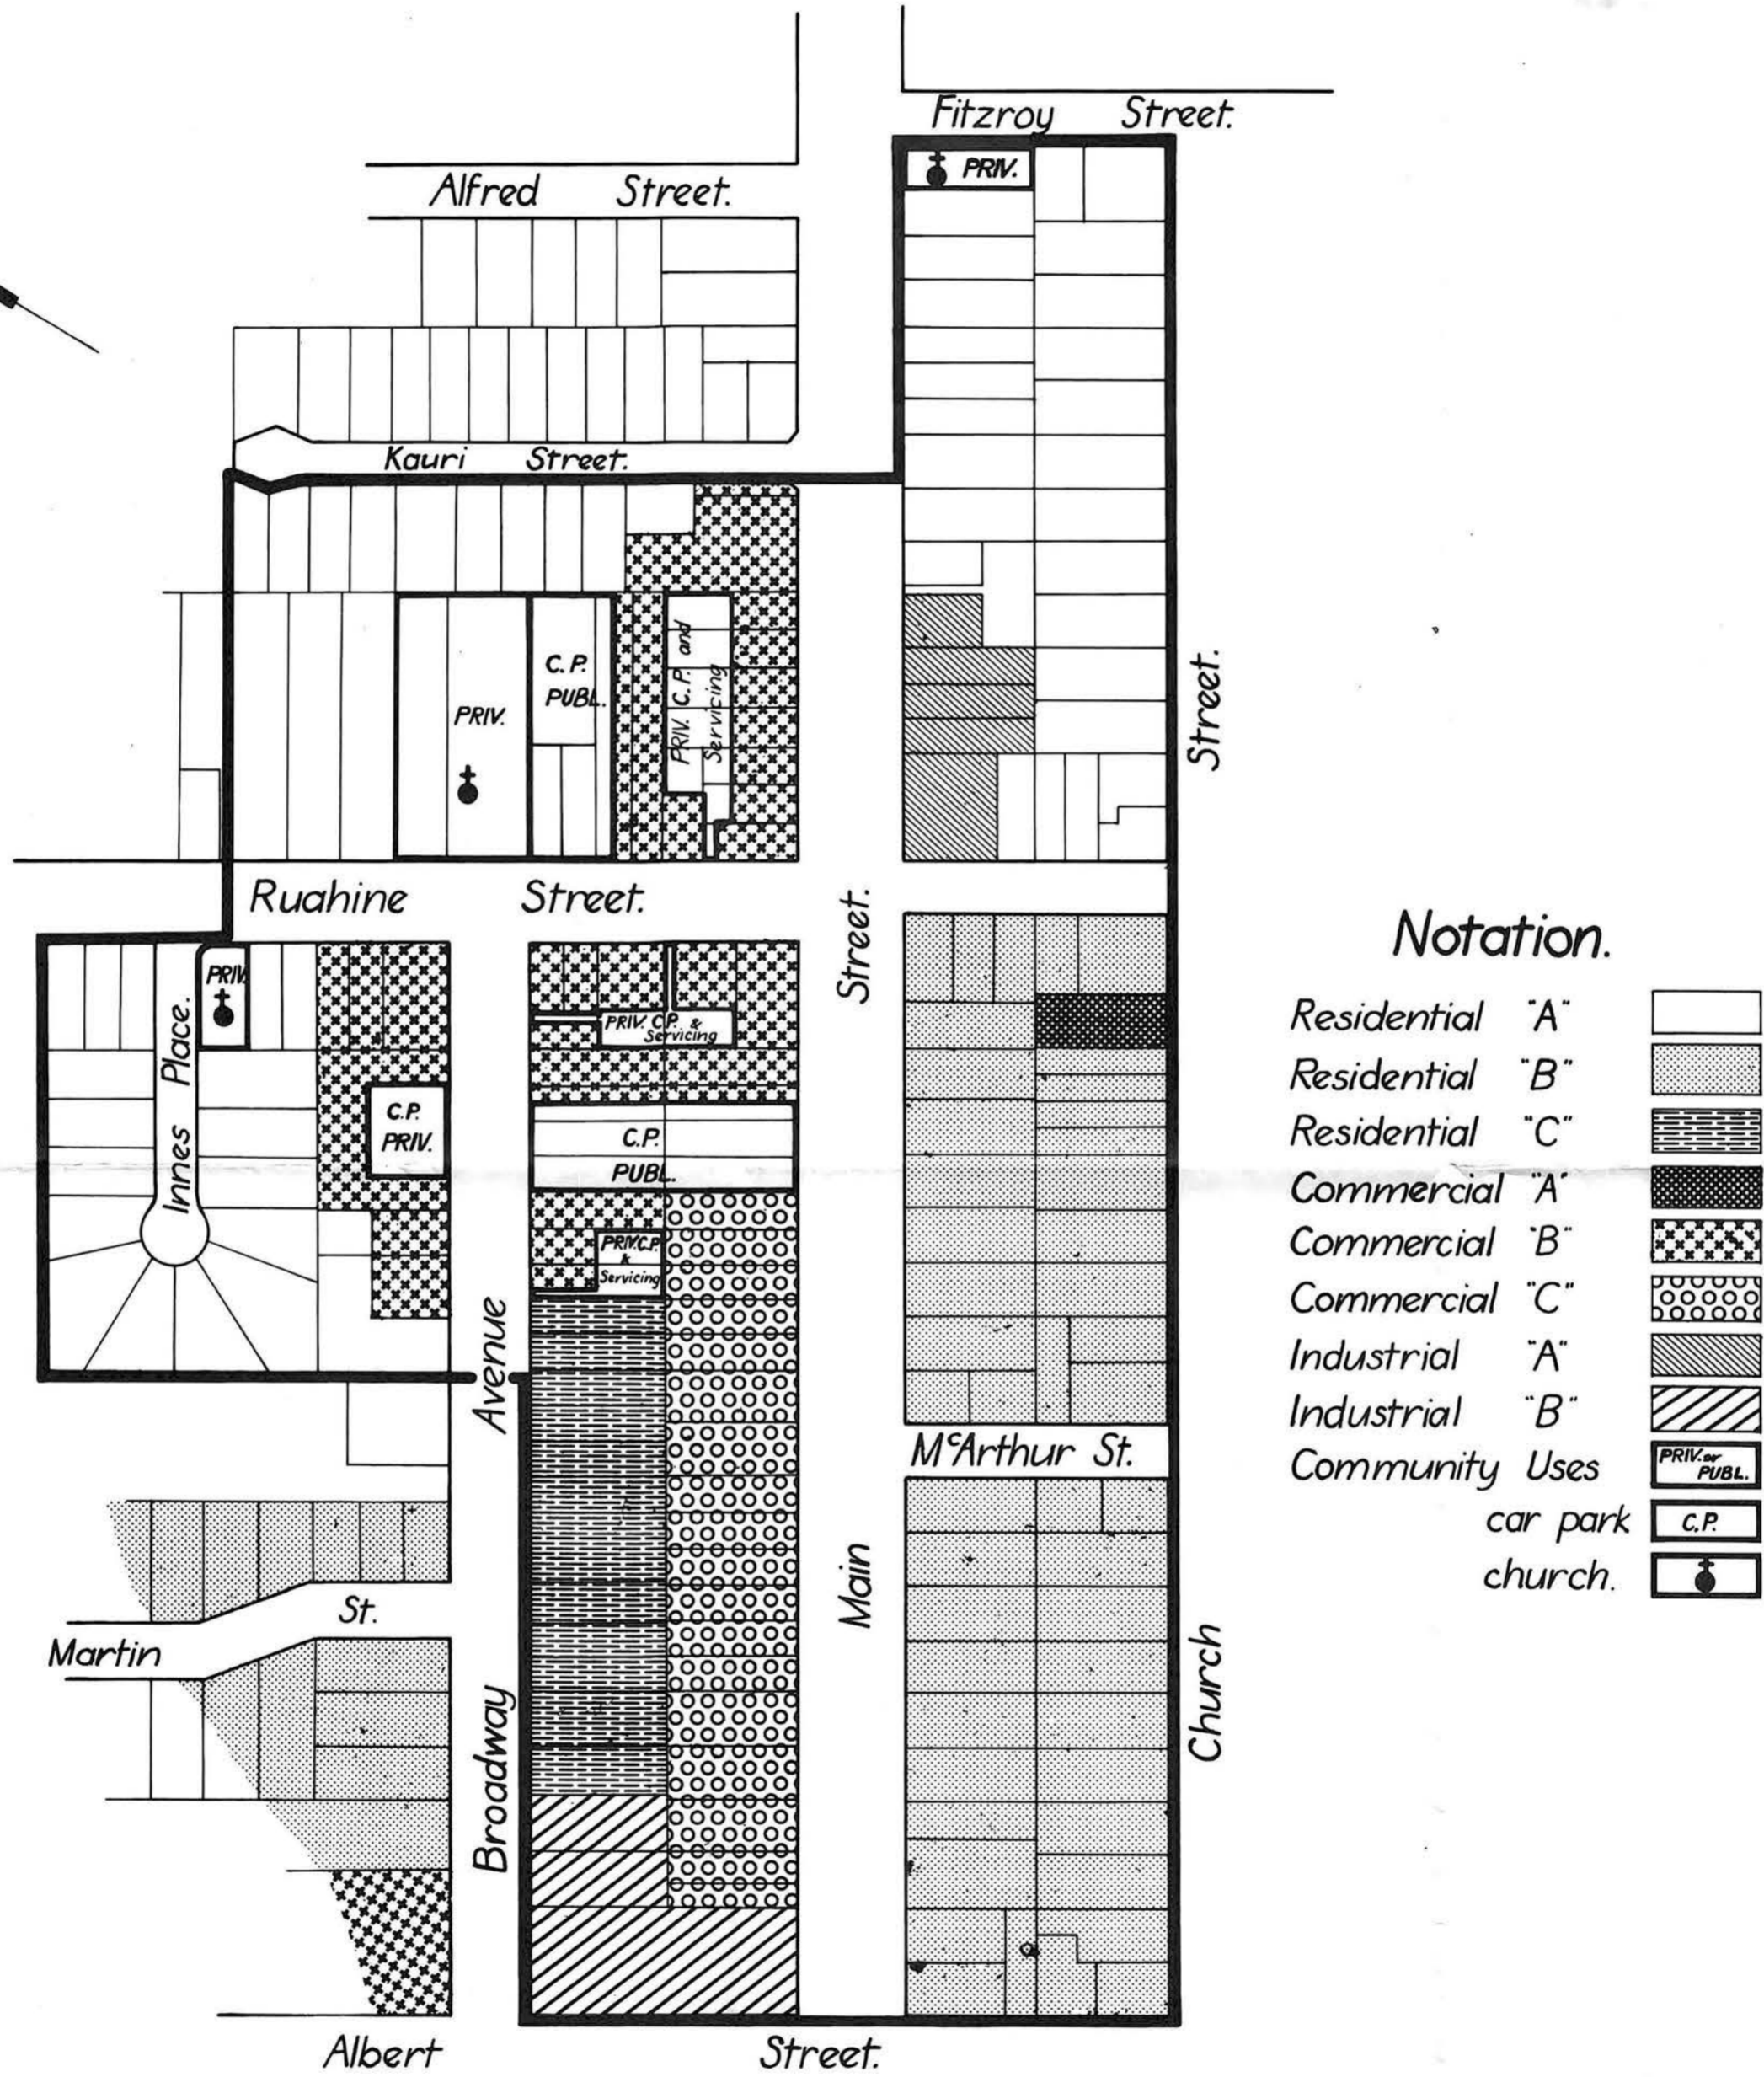 Fitzroy Street.
PRIV.
Alfred Street.
Kauri Street.
C.P.
PUBL.
PRIV.
PRIV. C.P. and
Servicing
Street.
Ruahine Street.
Street.
PRIV.
Innes Place.
PRIV. C.P. &
Servicing
C.P.
PRIV.
C.P.
PUBL.
PRIV.C.P.
&
Servicing
Avenue
McArthur St.
Main
St.
Martin
Church
Broadway
Albert Street.
Notation.
Residential "A"
Residential "B"
Residential "C"
Commercial "A"
Commercial "B"
Commercial "C"
Industrial "A"
Industrial "B"
Community Uses PRIV. or
PUBL.
car park C.P.
church.